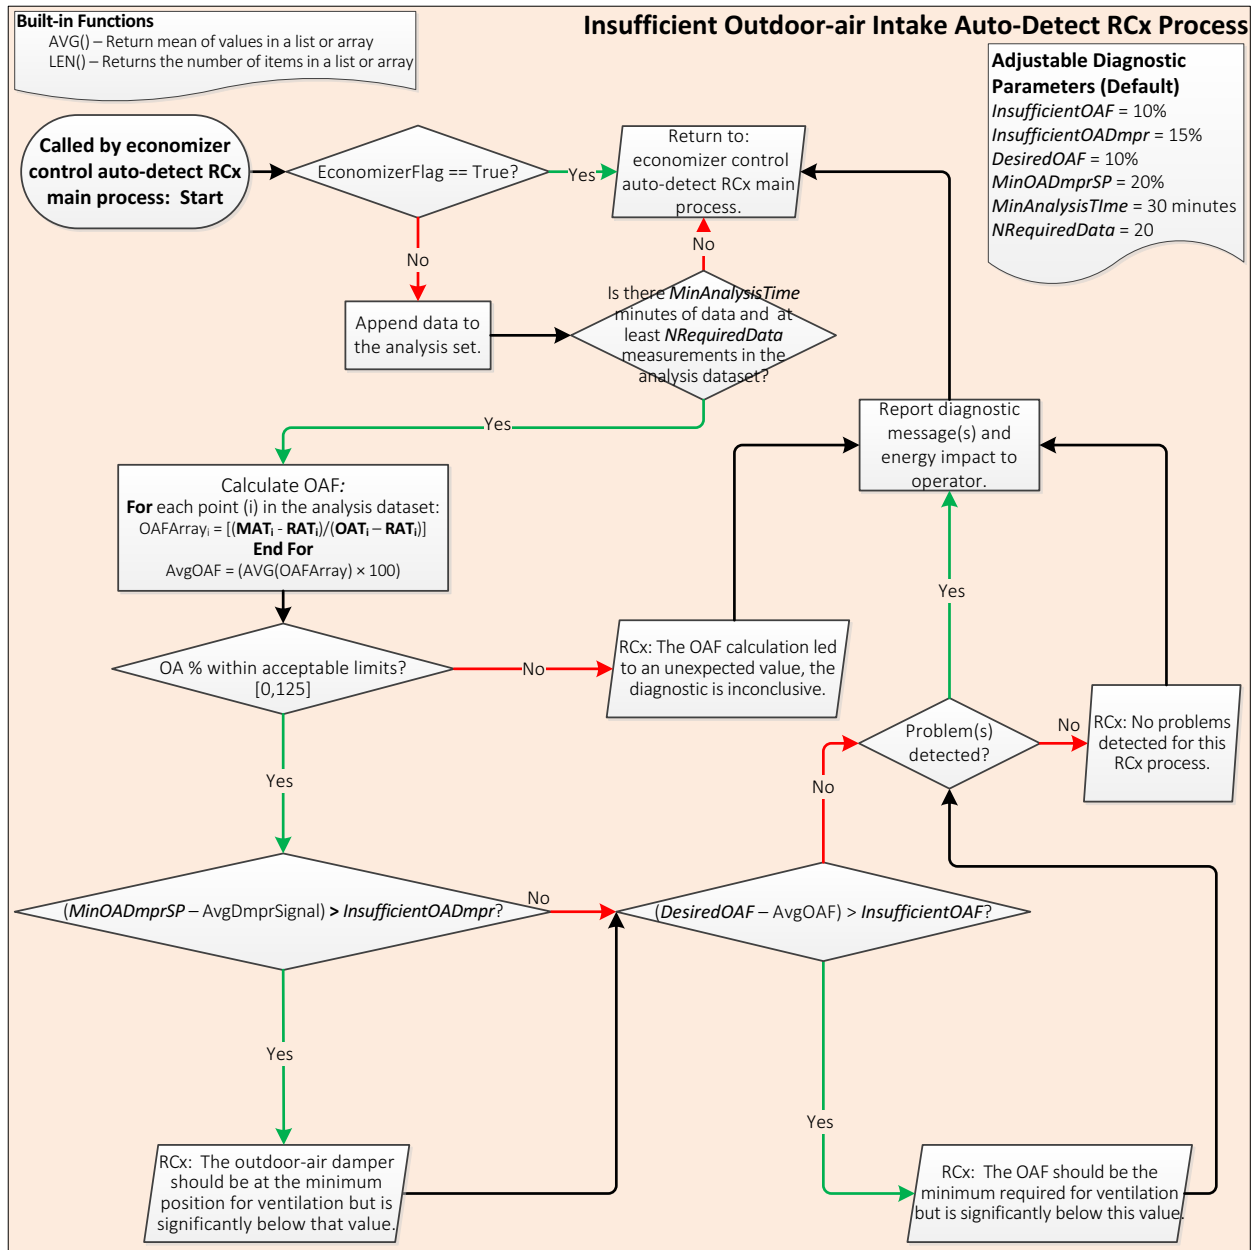 Built-in Functions
AVG() – Return mean of values in a list or array
LEN() – Returns the number of items in a list or array
Insufficient Outdoor-air Intake Auto-Detect RCx Process
Adjustable Diagnostic
Parameters (Default)
InsufficientOAF = 10%
InsufficientOADmpr = 15%
DesiredOAF = 10%
MinOADmprSP = 20%
MinAnalysisTIme = 30 minutes
NRequiredData = 20
Called by economizer
control auto-detect RCx
main process: Start
EconomizerFlag == True?
Yes
Return to:
economizer control
auto-detect RCx main
process.
No
No
Append data to
the analysis set.
Is there MinAnalysisTime
minutes of data and at
least NRequiredData
measurements in the
analysis dataset?
Yes
Report diagnostic
message(s) and
energy impact to
operator.
Calculate OAF:
For each point (i) in the analysis dataset:
OAFArrayᵢ = [(MATᵢ - RATᵢ)/(OATᵢ – RATᵢ)]
End For
AvgOAF = (AVG(OAFArray) × 100)
Yes
OA % within acceptable limits?
[0,125]
No
RCx: The OAF calculation led
to an unexpected value, the
diagnostic is inconclusive.
Problem(s)
detected?
No
RCx: No problems
detected for this
RCx process.
Yes
No
(MinOADmprSP – AvgDmprSignal) > InsufficientOADmpr?
No
(DesiredOAF – AvgOAF) > InsufficientOAF?
Yes
Yes
RCx: The outdoor-air damper
should be at the minimum
position for ventilation but is
significantly below that value.
RCx: The OAF should be the
minimum required for ventilation
but is significantly below this value.